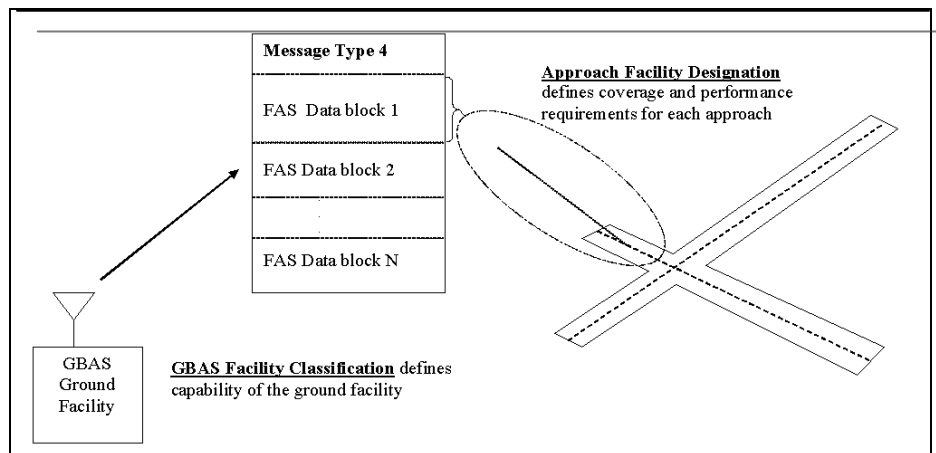 Message Type 4
FAS Data block 1
FAS Data block 2
FAS Data block N
Approach Facility Designation
defines coverage and performance
requirements for each approach
GBAS
Ground
Facility
GBAS Facility Classification defines
capability of the ground facility